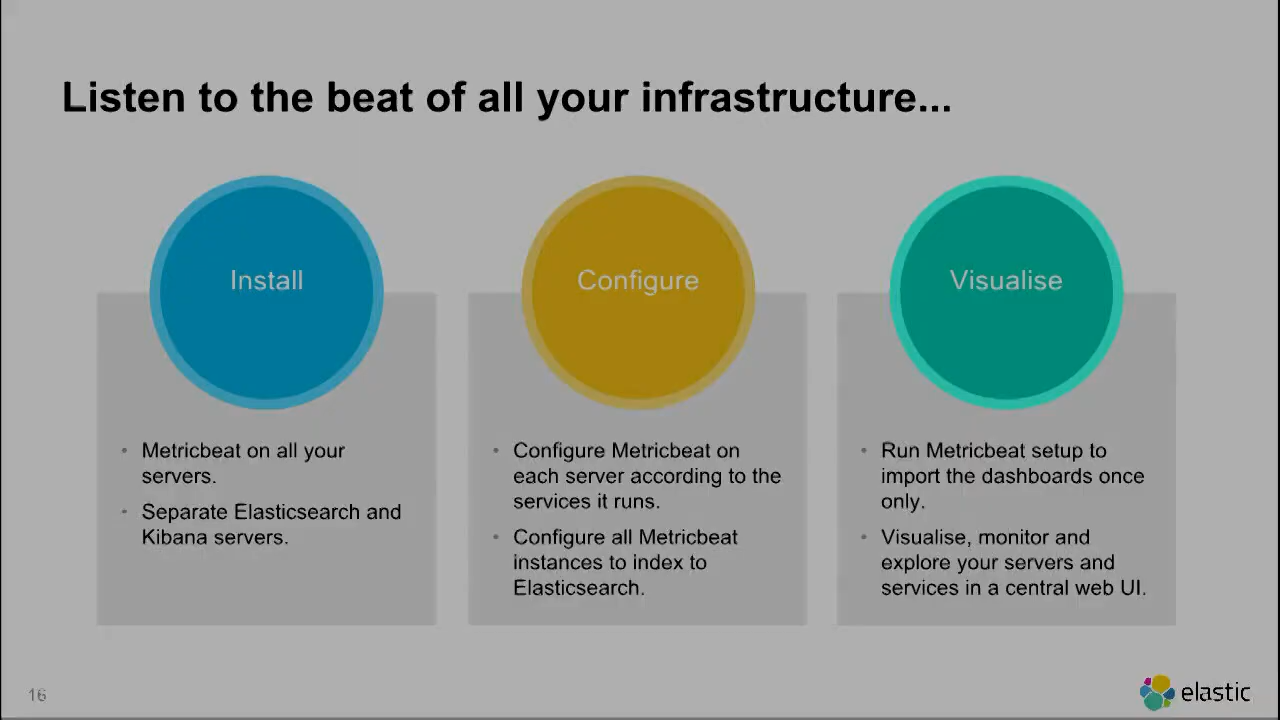 Listen to the beat of all your infrastructure...
Install
• Metricbeat on all your
servers.
• Separate Elasticsearch and
Kibana servers.
Configure
• Configure Metricbeat on
each server according to the
services it runs.
• Configure all Metricbeat
instances to index to
Elasticsearch.
Visualise
• Run Metricbeat setup to
import the dashboards once
only.
• Visualise, monitor and
explore your servers and
services in a central web UI.
16
elastic